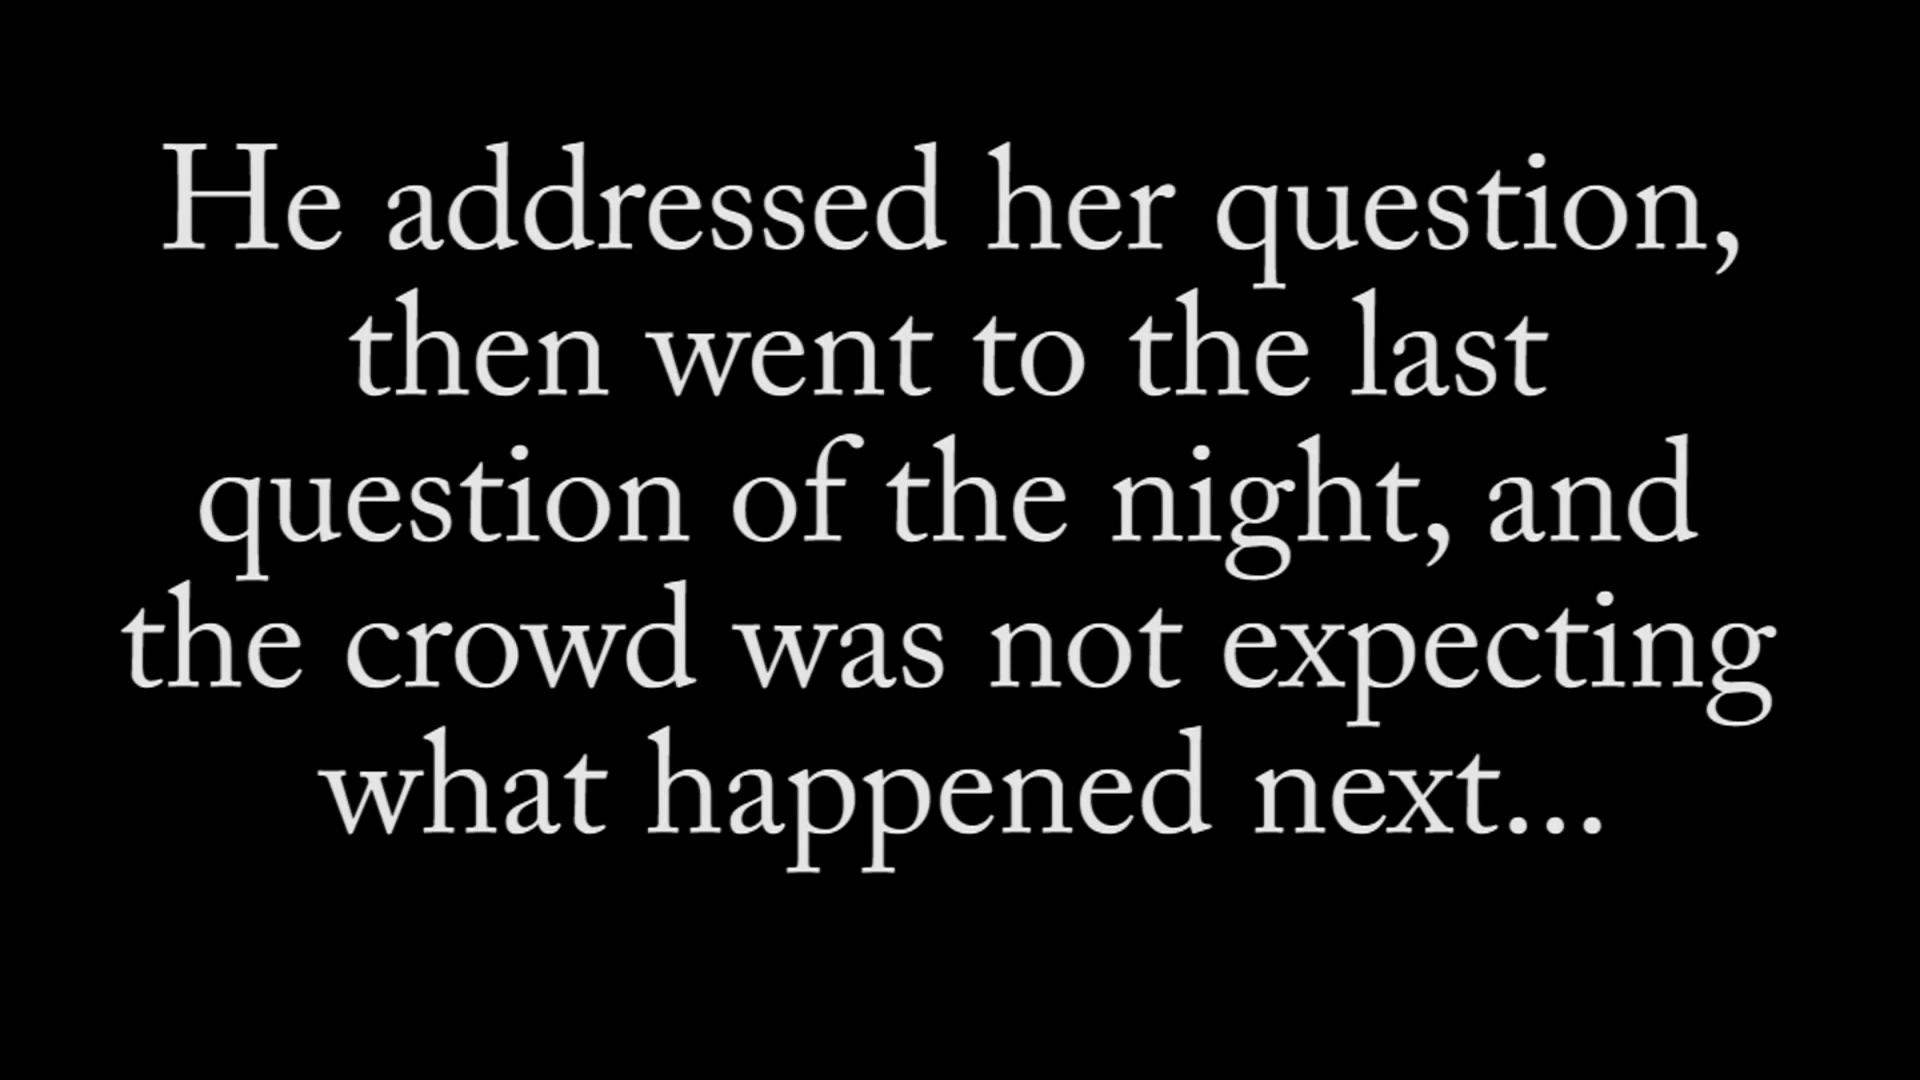 He addressed her question,
then went to the last
question of the night, and
the crowd was not expecting
what happened next...